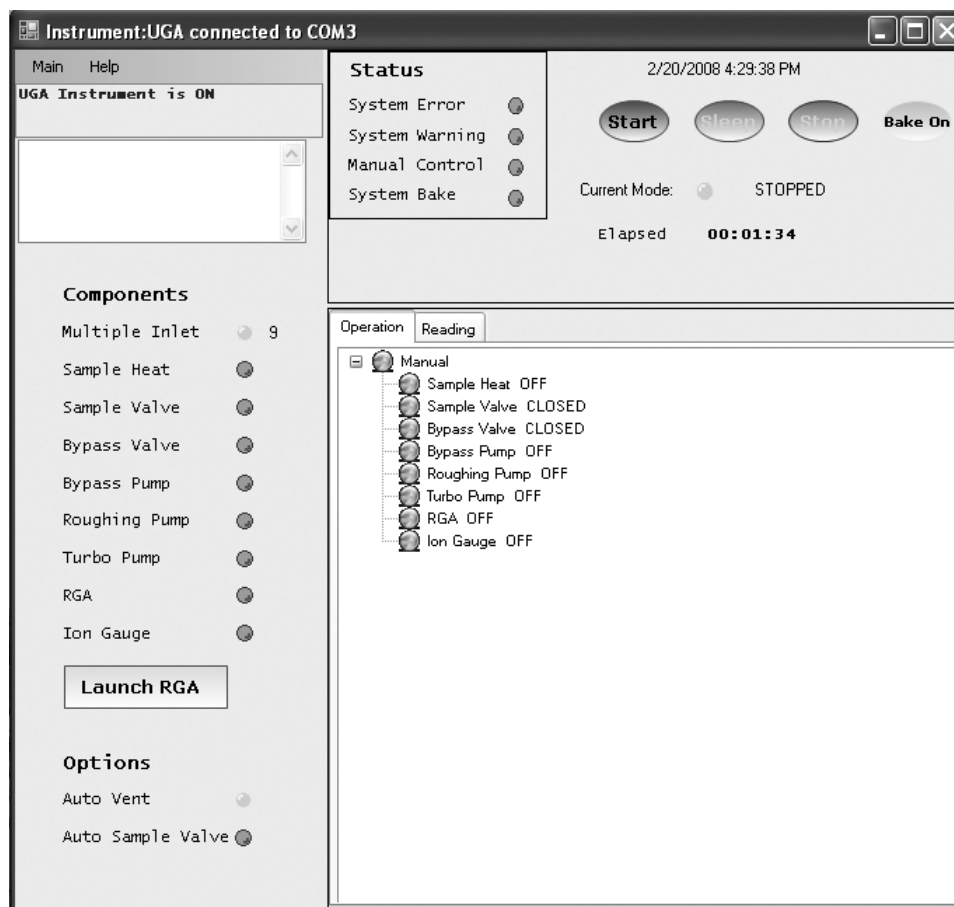 Instrument:UGA connected to COM3
Main Help
UGA Instrument is ON
Status
System Error
System Warning
Manual Control
System Bake
2/20/2008 4:29:38 PM
Start Sleep Stop Bake On
Current Mode: STOPPED
Elapsed 00:01:34
Components
Multiple Inlet 9
Sample Heat
Sample Valve
Bypass Valve
Bypass Pump
Roughing Pump
Turbo Pump
RGA
Ion Gauge
Launch RGA
Options
Auto Vent
Auto Sample Valve
Operation Reading
Manual
Sample Heat OFF
Sample Valve CLOSED
Bypass Valve CLOSED
Bypass Pump OFF
Roughing Pump OFF
Turbo Pump OFF
RGA OFF
Ion Gauge OFF